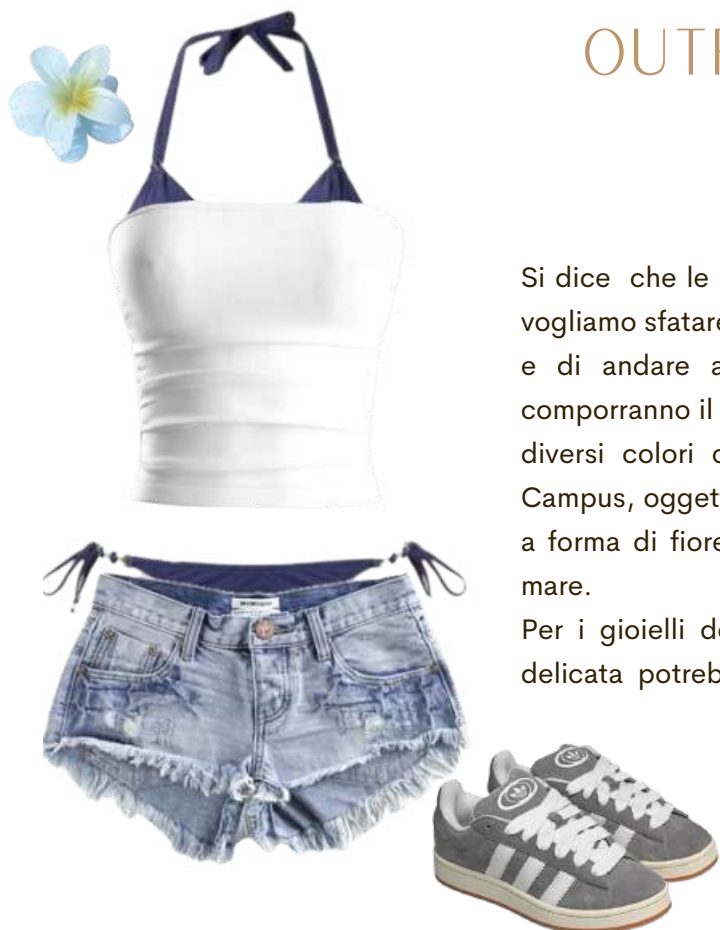 OUT
Si dice che le
vogliamo sfatare
e di andare a
comporranno il
diversi colori
Campus, ogget
a forma di fiore
mare.
Per i gioielli de
delicata potreb